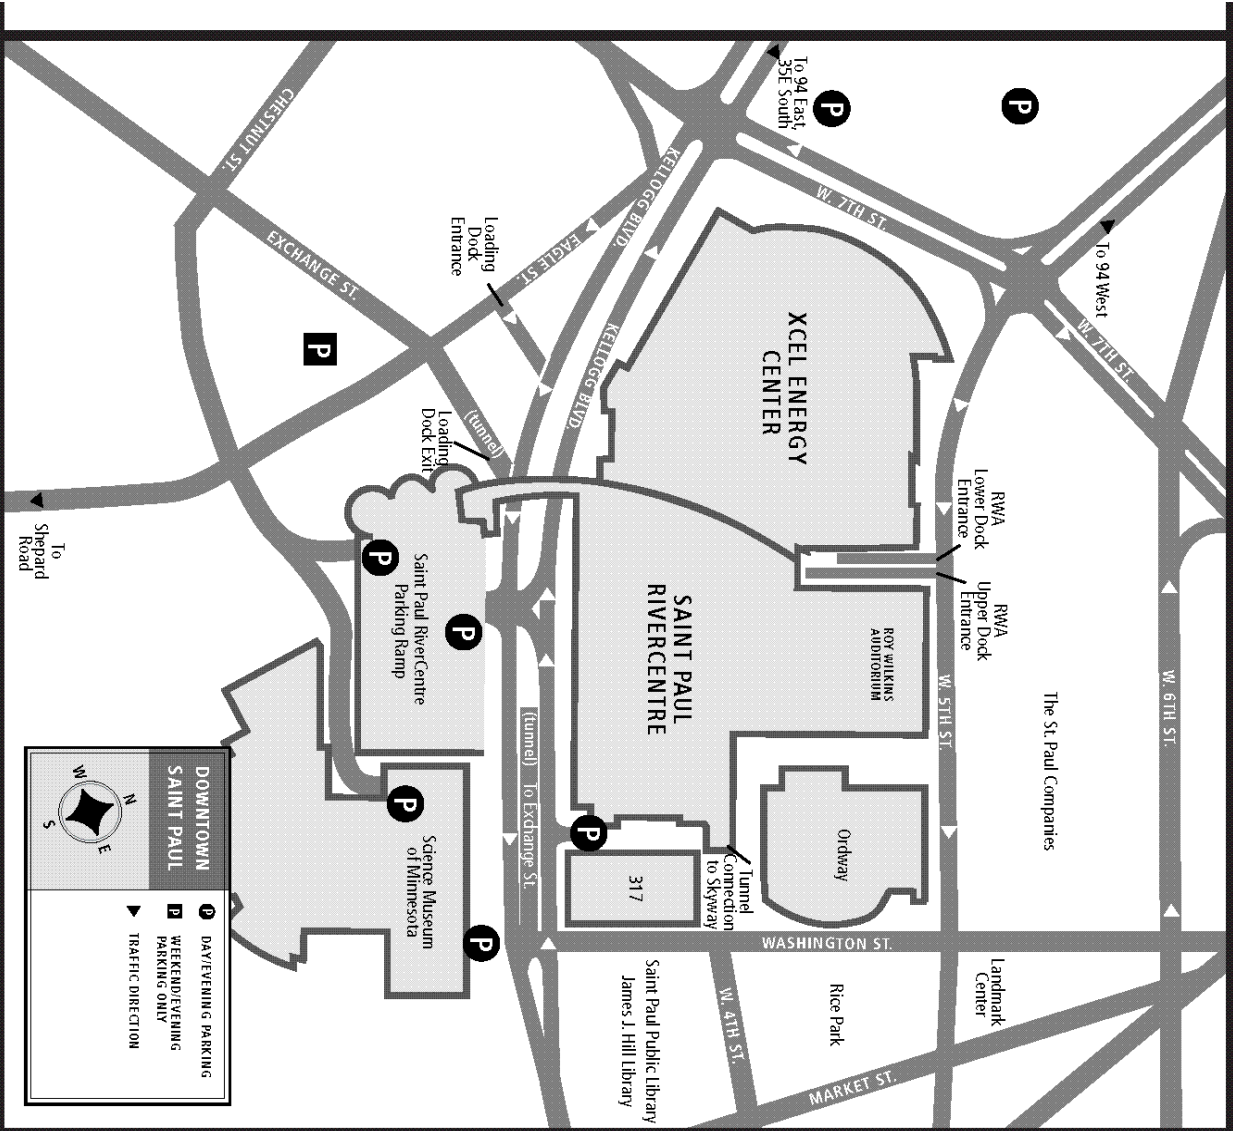 To 94 East,
35E South
P
P
CHESTNUT ST.
KELLOGG BLVD.
W. 7TH ST.
To 94 West
W. 7TH ST.
Loading
Dock
Entrance
EAGLE ST.
EXCHANGE ST.
P
KELLOGG BLVD.
XCEL ENERGY
CENTER
(tunnel)
Loading
Dock Exit
RWA
Lower Dock
Entrance
RWA
Upper Dock
Entrance
To
Shepard
Road
P
Saint Paul RiverCentre
Parking Ramp
P
SAINT PAUL
RIVERCENTRE
ROY WILKINS
AUDITORIUM
W. 5TH ST.
The St. Paul Companies
W. 6TH ST.
(tunnel) To Exchange St.
P
Science Museum
of Minnesota
P
P
317
Tunnel
Connection
to Skyway
Ordway
WASHINGTON ST.
Saint Paul Public Library
James J. Hill Library
W. 4TH ST.
Rice Park
Landmark
Center
MARKET ST.
DOWNTOWN
SAINT PAUL
N
W
E
S
P DAY/EVENING PARKING
P WEEKEND/EVENING
PARKING ONLY
TRAFFIC DIRECTION